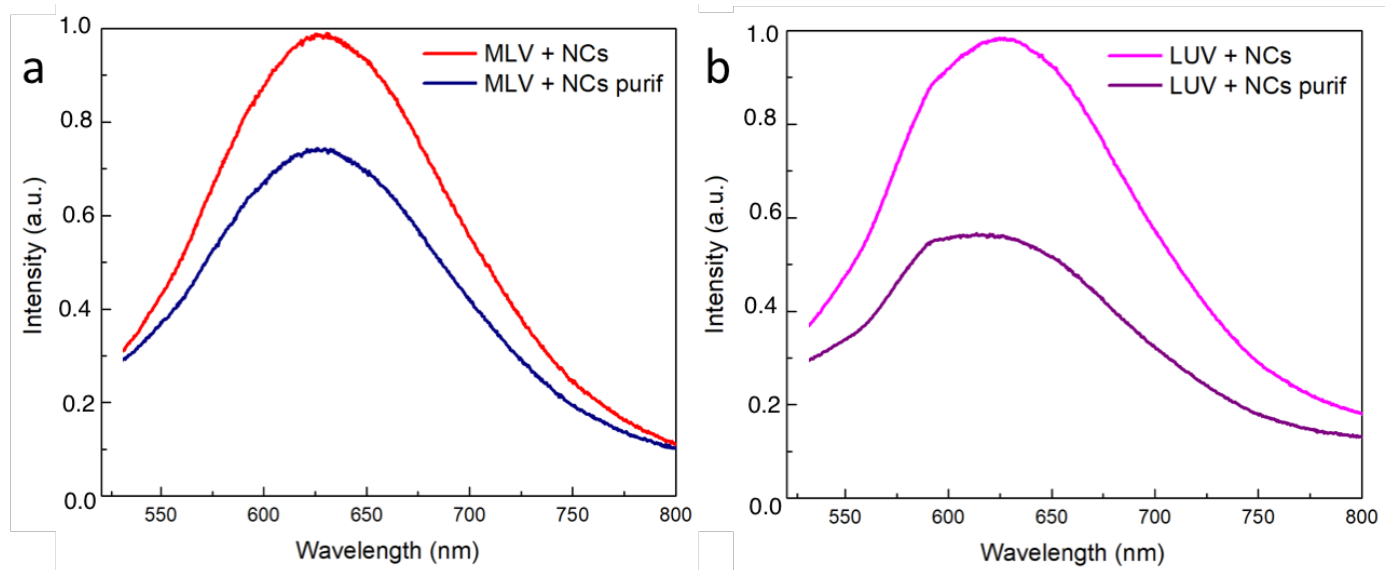 a
MLV + NCs
MLV + NCs purif
1.0
0.8
0.6
0.4
0.2
0.0
Intensity (a.u.)
550 600 650 700 750 800
Wavelength (nm)
b
LUV + NCs
LUV + NCs purif
1.0
0.8
0.6
0.4
0.2
0.0
Intensity (a.u.)
550 600 650 700 750 800
Wavelength (nm)